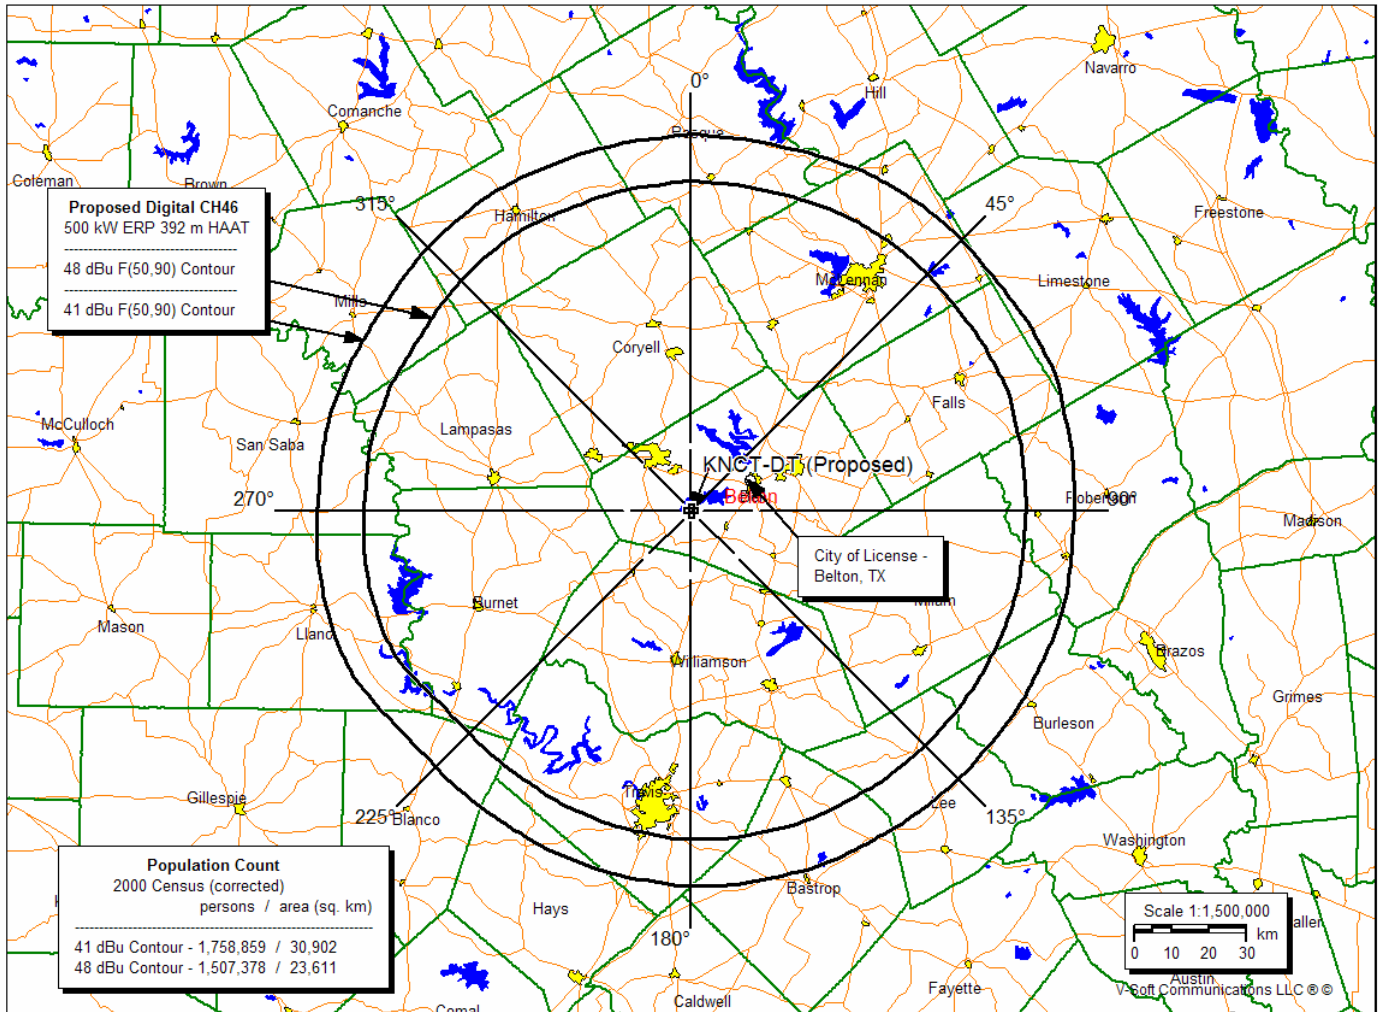 0°
Navarro
Hill
Comanche
Bosque
Coleman
Brown
Proposed Digital CH46
500 kW ERP 392 m HAAT
48 dBu F(50,90) Contour
41 dBu F(50,90) Contour
315°
Hamilton
45°
Freestone
McLennan
Limestone
Mills
Coryell
Falls
McCulloch
San Saba
Lampasas
KNCT-DT (Proposed)
270°
Belton
Bell
Robertson
90°
Madison
City of License -
Belton, TX
Milam
Mason
Llano
Burnet
Williamson
Brazos
Grimes
Burleson
Gillespie
Travis
225°
Blanco
Lee
135°
Washington
Population Count
2000 Census (corrected)
persons / area (sq. km)
41 dBu Contour - 1,758,859 / 30,902
48 dBu Contour - 1,507,378 / 23,611
Bastrop
Hays
180°
Scale 1:1,500,000
km
0 10 20 30
aller
Caldwell
Fayette
Austin
V-Soft Communications LLC ® ©
Comal